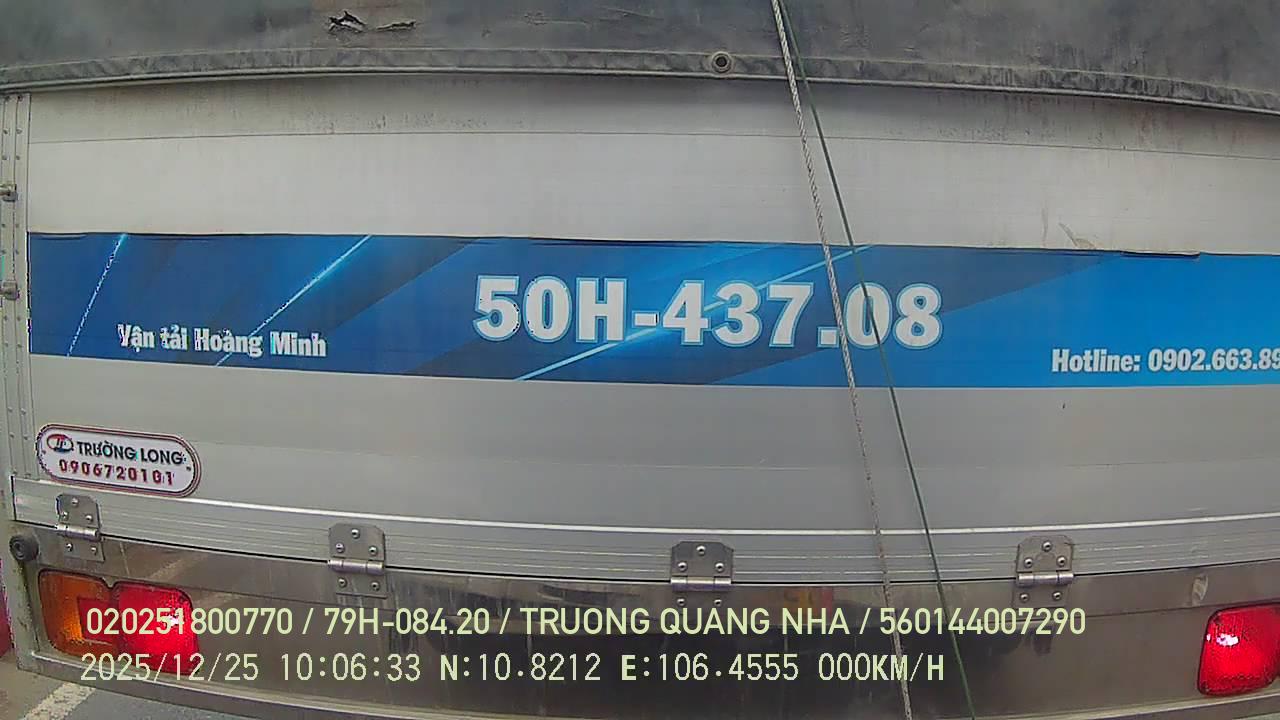 50H-437.08
Vận tải Hoàng Minh
Hotline: 0902.663.89
TRƯỜNG LONG
0906720101
020251800770 / 79H-084.20 / TRUONG QUANG NHA / 560144007290
2025/12/25 10:06:33 N:10.8212 E:106.4555 000KM/H